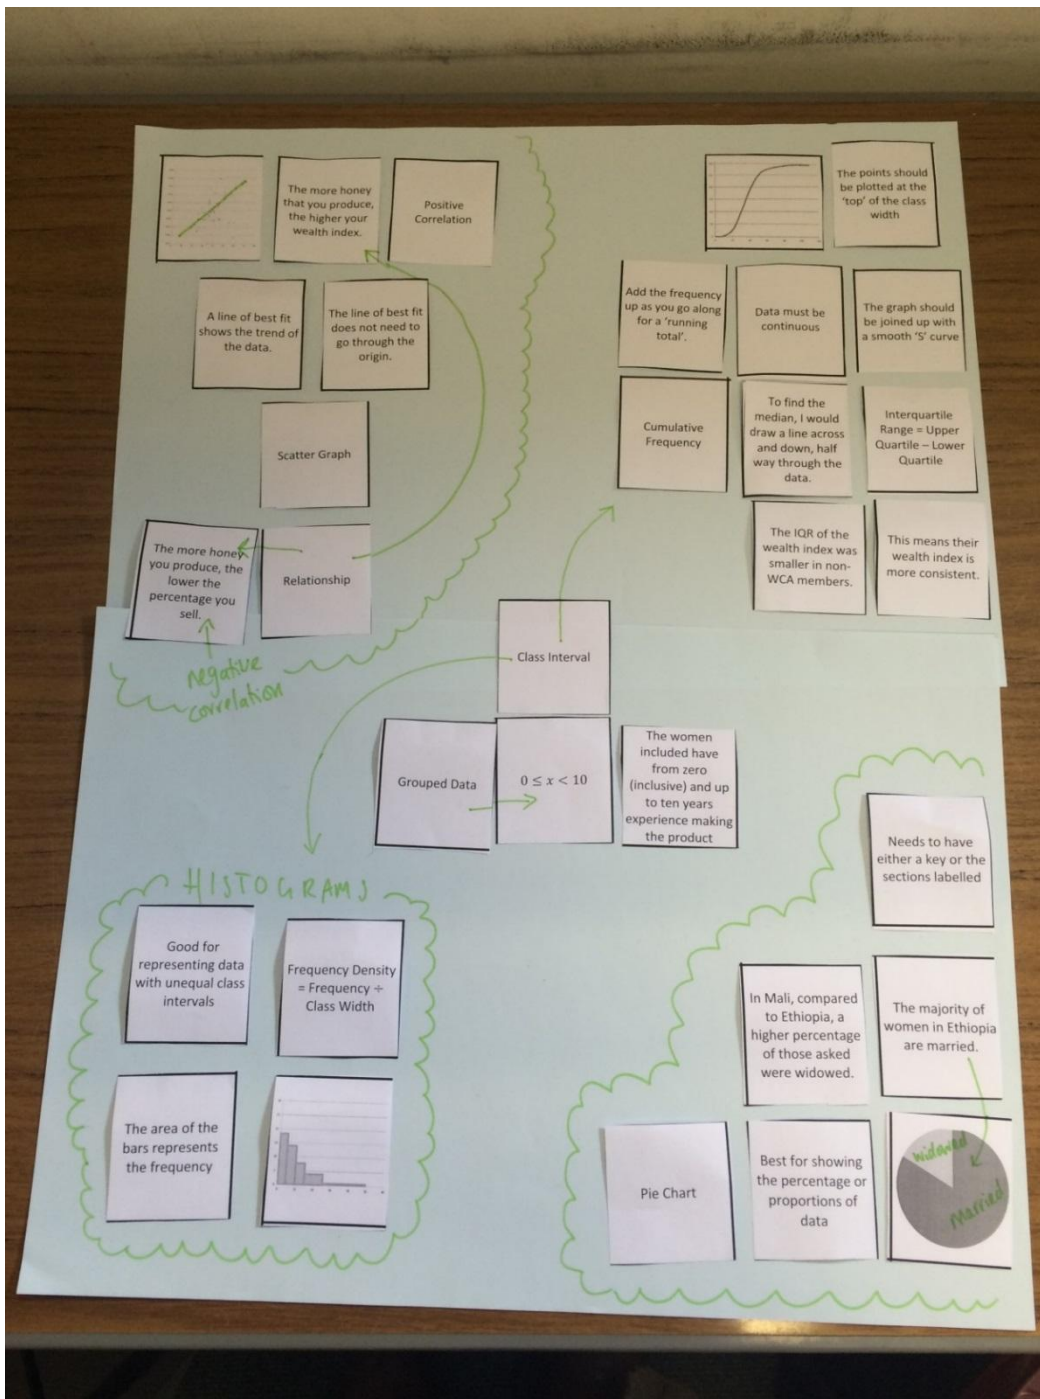 The more honey
that you produce,
the higher your
wealth index.
Positive
Correlation
A line of best fit
shows the trend of
the data.
The line of best fit
does not need to
go through the
origin.
Scatter Graph
The more honey
you produce, the
lower the
percentage you
sell.
Relationship
negative
correlation
The points should
be plotted at the
'top' of the class
width
Add the frequency
up as you go along
for a 'running
total'.
Data must be
continuous
The graph should
be joined up with
a smooth 'S' curve
Cumulative
Frequency
To find the
median, I would
draw a line across
and down, half
way through the
data.
Interquartile
Range = Upper
Quartile – Lower
Quartile
The IQR of the
wealth index was
smaller in non-
WCA members.
This means their
wealth index is
more consistent.
Class Interval
Grouped Data
0 ≤ x < 10
The women
included have
from zero
(inclusive) and up
to ten years
experience making
the product
HISTOGRAMS
Good for
representing data
with unequal class
intervals
Frequency Density
= Frequency ÷
Class Width
The area of the
bars represents
the frequency
Needs to have
either a key or the
sections labelled
In Mali, compared
to Ethiopia, a
higher percentage
of those asked
were widowed.
The majority of
women in Ethiopia
are married.
Pie Chart
Best for showing
the percentage or
proportions of
data
widowed
Married